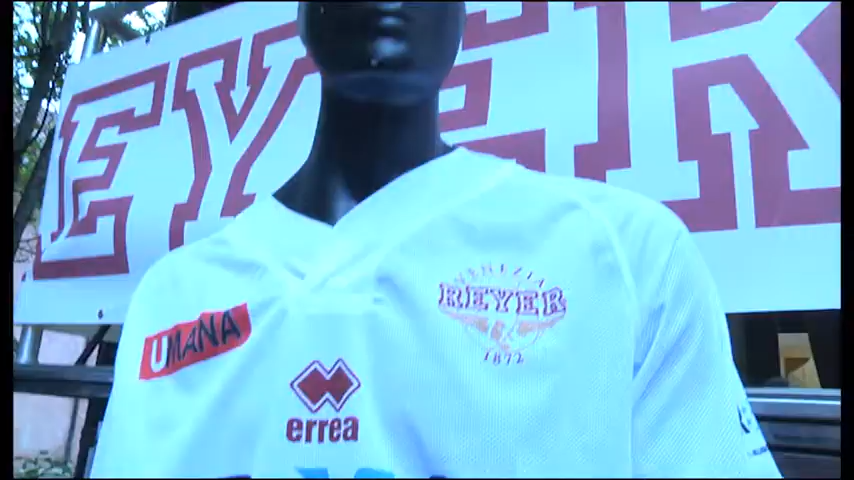 EYER
UMANA
VENEZIA
REYER
1872
errea